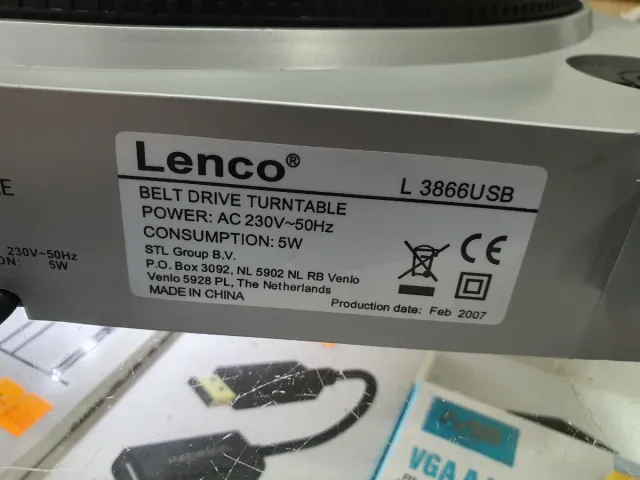 Lenco®
L 3866USB
BELT DRIVE TURNTABLE
POWER: AC 230V~50Hz
CONSUMPTION: 5W
STL Group B.V.
P.O. Box 3092, NL 5902 NL RB Venlo
Venlo 5928 PL, The Netherlands
MADE IN CHINA
Production date: Feb 2007
CE
230V~50Hz
ON: 5W
VGA A